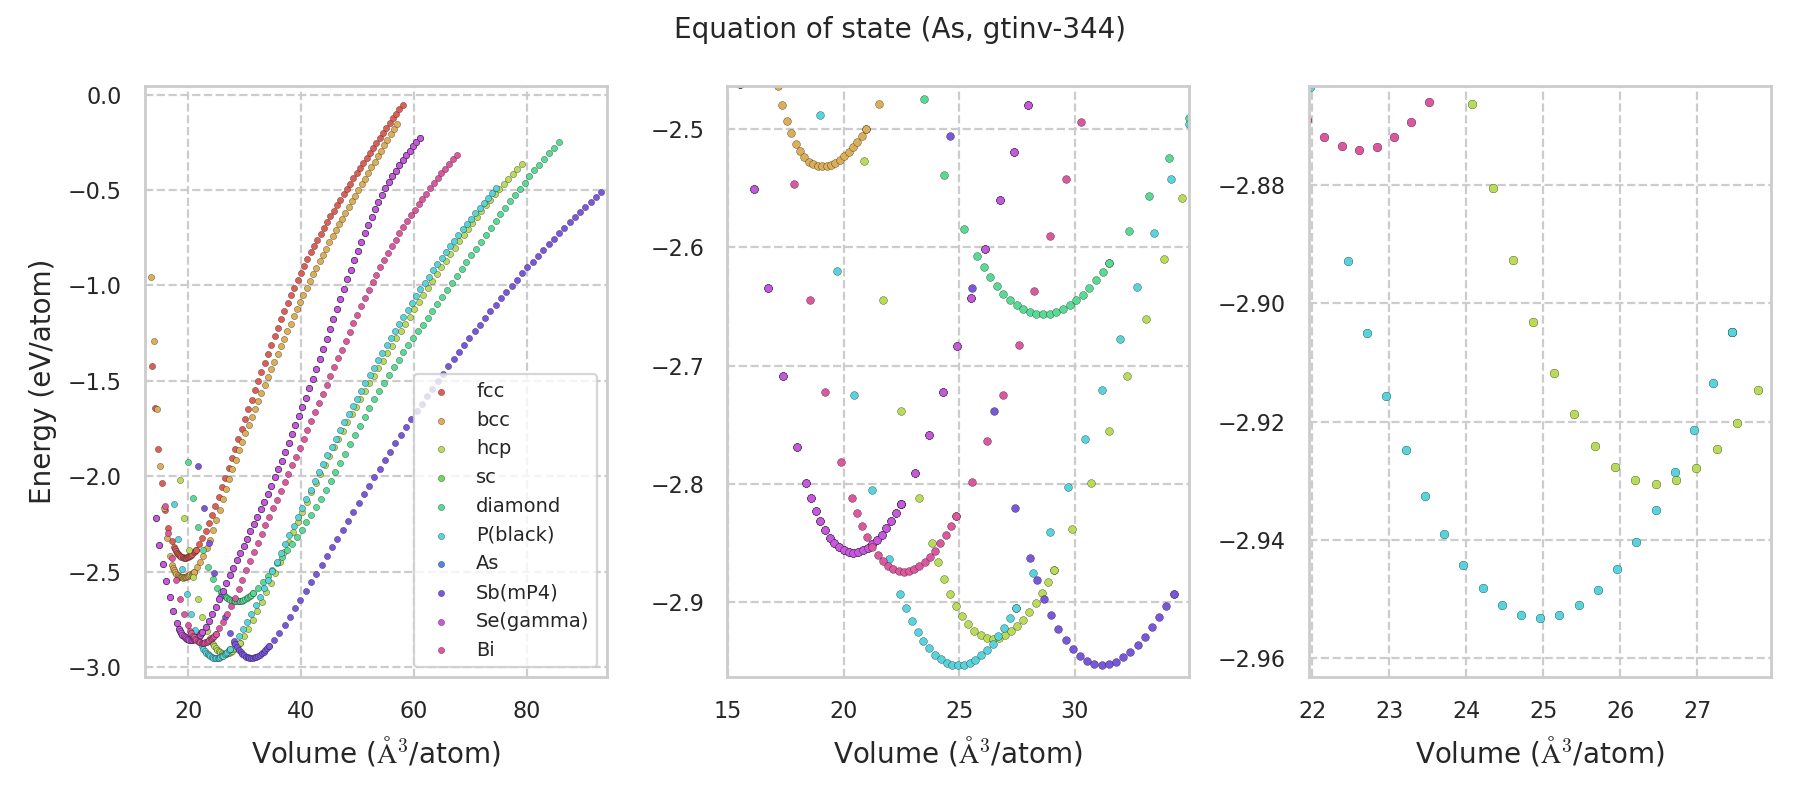 Equation of state (As, gtinv-344)
Energy (eV/atom)
0.0
−0.5
−1.0
−1.5
−2.0
−2.5
−3.0
20 40 60 80
Volume (Å³/atom)
fcc
bcc
hcp
sc
diamond
P(black)
As
Sb(mP4)
Se(gamma)
Bi
−2.5
−2.6
−2.7
−2.8
−2.9
15 20 25 30
Volume (Å³/atom)
−2.88
−2.90
−2.92
−2.94
−2.96
22 23 24 25 26 27
Volume (Å³/atom)